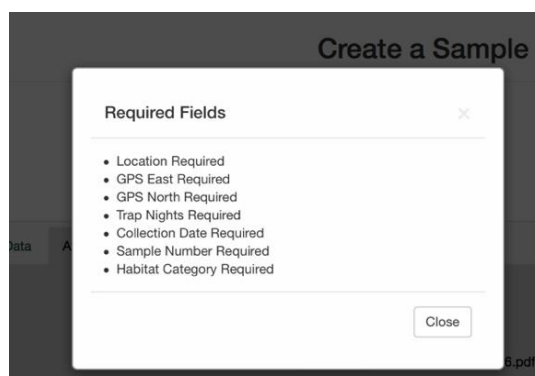 Create a Sample
Required Fields
×
• Location Required
• GPS East Required
• GPS North Required
• Trap Nights Required
• Collection Date Required
• Sample Number Required
• Habitat Category Required
Data
A
Close
6.pdf